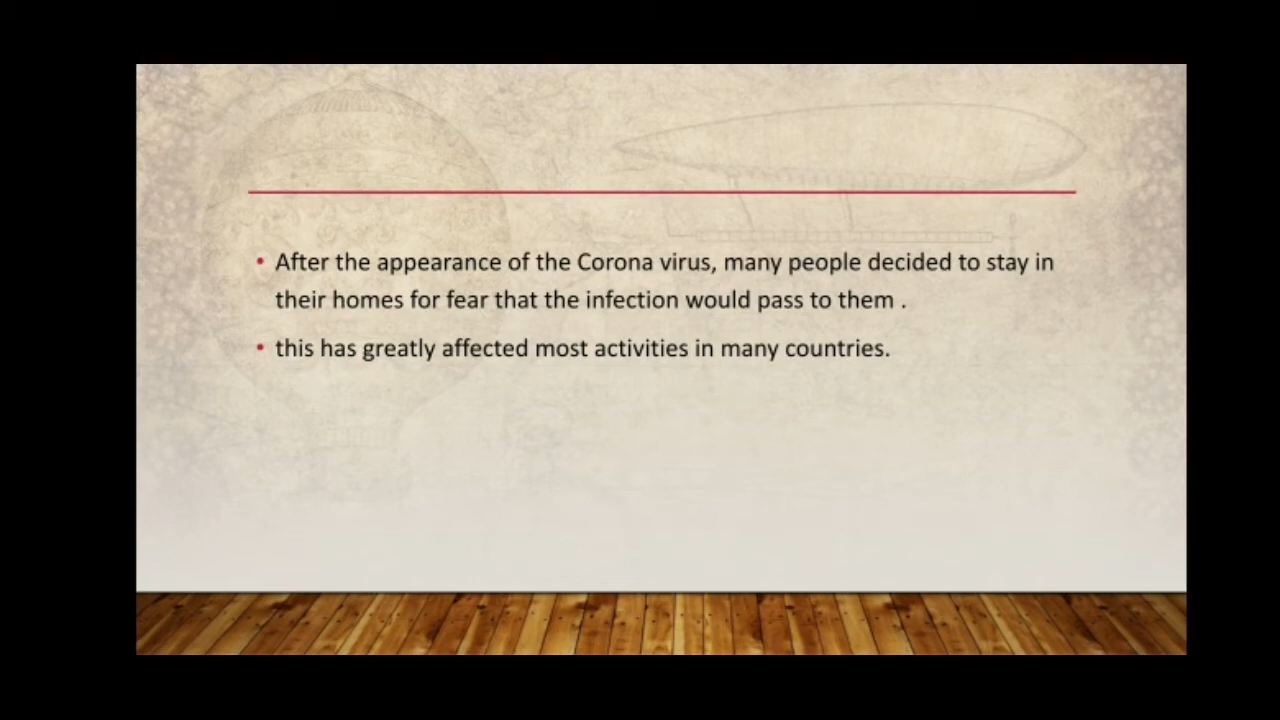 • After the appearance of the Corona virus, many people decided to stay in
their homes for fear that the infection would pass to them .
• this has greatly affected most activities in many countries.